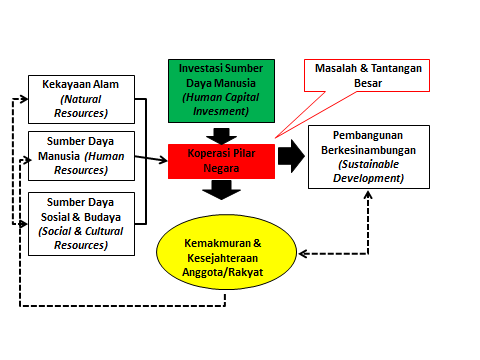 Kekayaan Alam
(Natural
Resources)
Sumber Daya
Manusia (Human
Resources)
Sumber Daya
Sosial & Budaya
(Social & Cultural
Resources)
Investasi Sumber
Daya Manusia
(Human Capital
Invesment)
Koperasi Pilar
Negara
Masalah & Tantangan
Besar
Pembangunan
Berkesinambungan
(Sustainable
Development)
Kemakmuran &
Kesejahteraan
Anggota/Rakyat